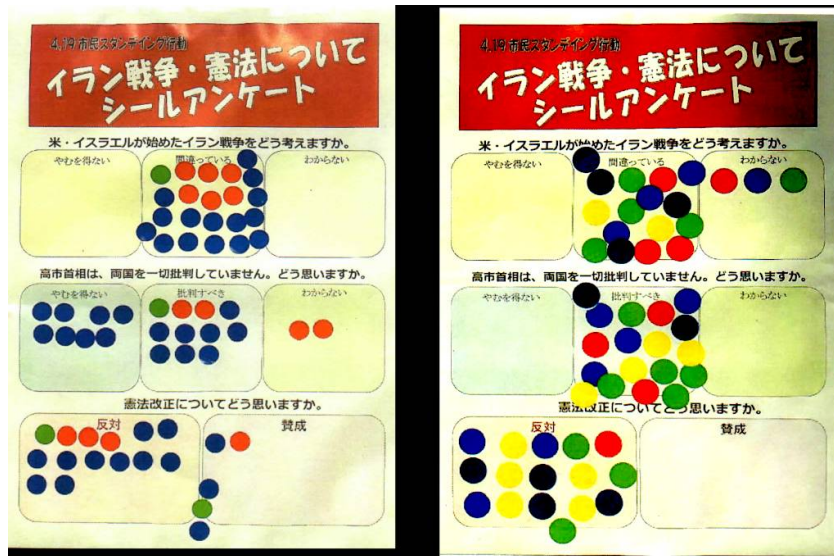 4.19 市民スタンディング行動
イラン戦争・憲法について
シールアンケート
米・イスラエルが始めたイラン戦争をどう考えますか。
やむを得ない
間違っている
わからない
高市首相は、両国を一切批判していません。どう思いますか。
やむを得ない
批判すべき
わからない
憲法改正についてどう思いますか。
反対
賛成
4.19 市民スタンディング行動
イラン戦争・憲法について
シールアンケート
米・イスラエルが始めたイラン戦争をどう考えますか。
やむを得ない
間違っている
わからない
高市首相は、両国を一切批判していません。どう思いますか。
やむを得ない
批判すべき
わからない
憲法改正についてどう思いますか。
反対
賛成